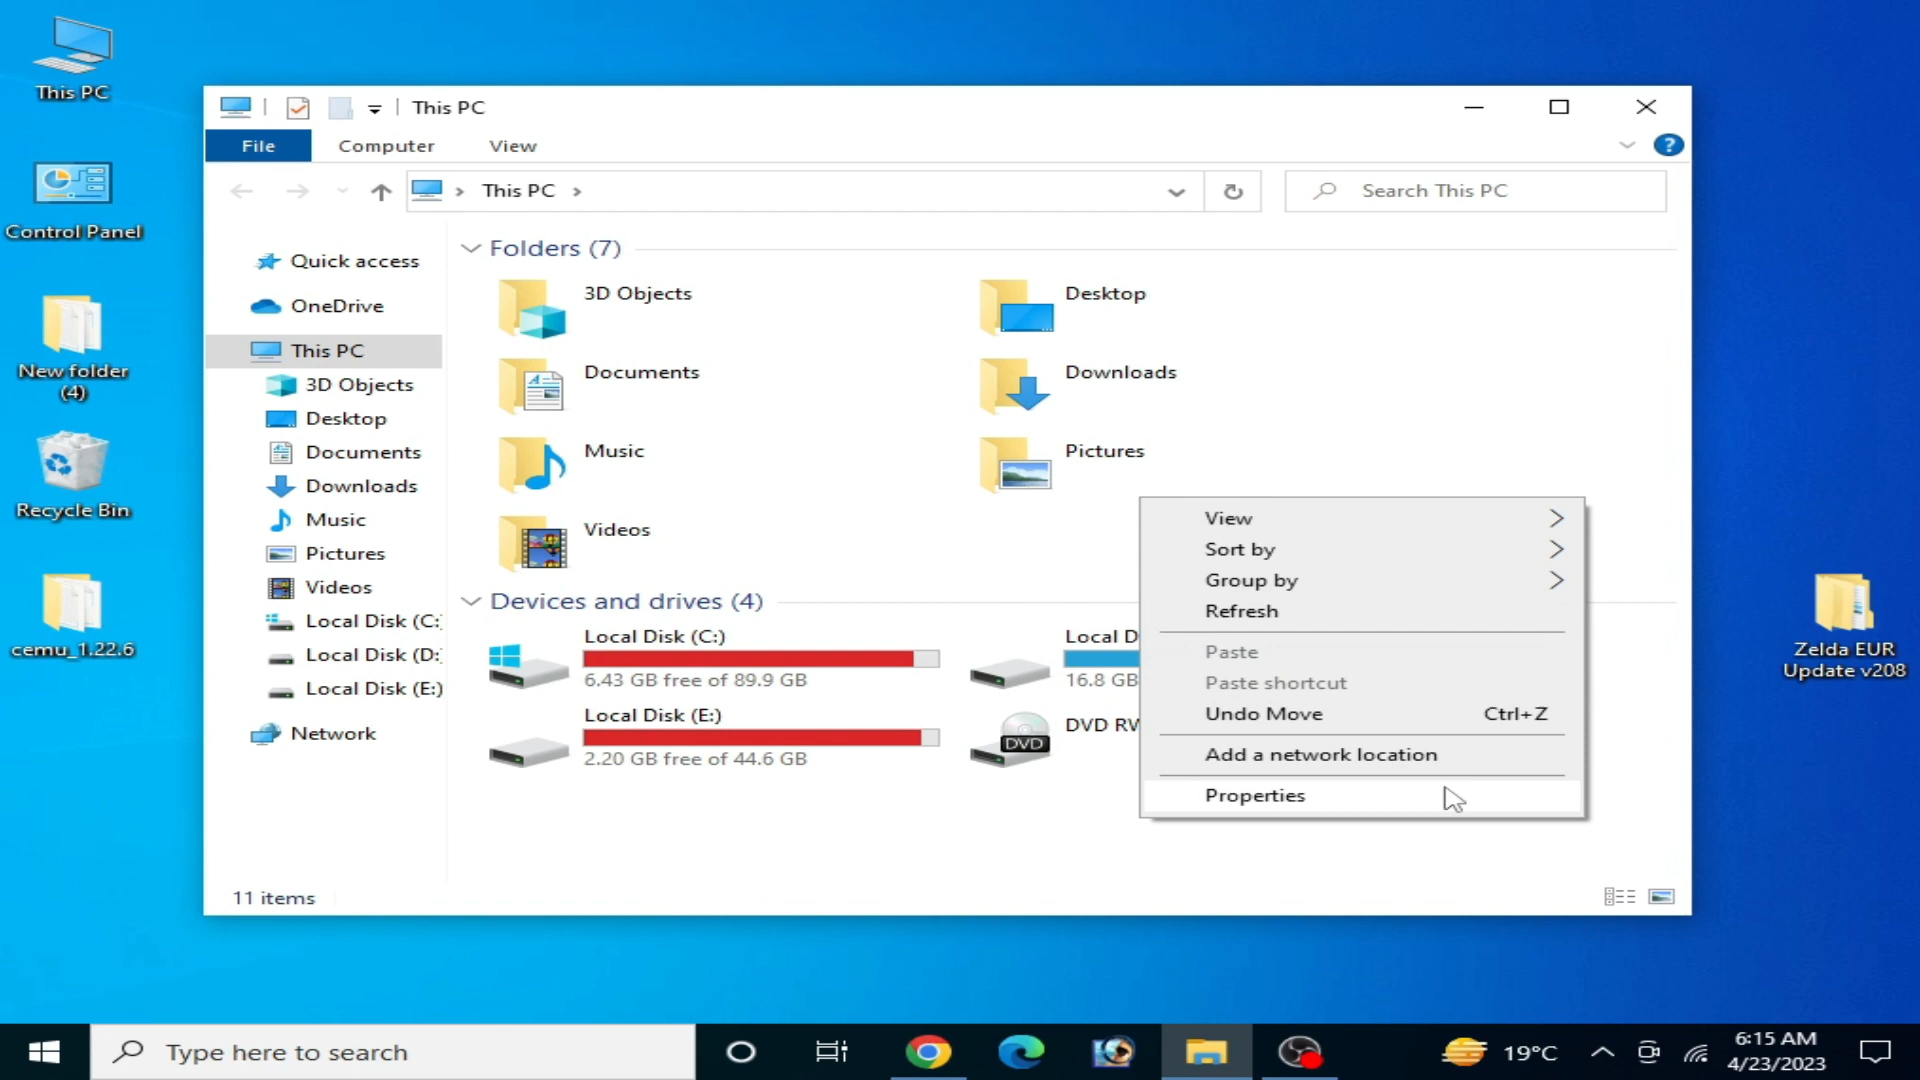 This PC
Control Panel
New folder
(4)
Recycle Bin
cemu_1.22.6
This PC
File
Computer
View
?
This PC
Search This PC
Quick access
OneDrive
This PC
3D Objects
Desktop
Documents
Downloads
Music
Pictures
Videos
Local Disk (C:)
Local Disk (D:)
Local Disk (E:)
Network
Folders (7)
3D Objects
Desktop
Documents
Downloads
Music
Pictures
Videos
Devices and drives (4)
Local Disk (C:)
6.43 GB free of 89.9 GB
Local D
16.8 GB
Local Disk (E:)
2.20 GB free of 44.6 GB
DVD
DVD RW
View
Sort by
Group by
Refresh
Paste
Paste shortcut
Undo Move Ctrl+Z
Add a network location
Properties
11 items
Zelda EUR
Update v208
Type here to search
19°C
6:15 AM
4/23/2023